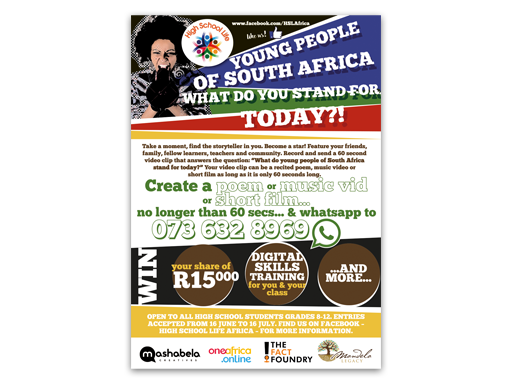 www.facebook.com/HSLAfrica
like us!
High School Life
YOUNG PEOPLE
OF SOUTH AFRICA
WHAT DO YOU STAND FOR
TODAY?!
Take a moment, find the storyteller in you. Become a star! Feature your friends,
family, fellow learners, teachers and community. Record and send a 60 second
video clip that answers the question: "What do young people of South Africa
stand for today?" Your video clip can be a recited poem, music video or
short film as long as it is only 60 seconds long.
Create a poem or music vid
or short film...
no longer than 60 secs... & whatsapp to
073 632 8969
WIN
your share of
R15000
DIGITAL
SKILLS
TRAINING
for you & your
class
...AND
MORE...
OPEN TO ALL HIGH SCHOOL STUDENTS GRADES 8-12. ENTRIES
ACCEPTED FROM 16 JUNE TO 16 JULY. FIND US ON FACEBOOK -
HIGH SCHOOL LIFE AFRICA - FOR MORE INFORMATION.
mashabela
CREATIVES
oneafrica
.online
THE
FACT
FOUNDRY
Mandela
LEGACY